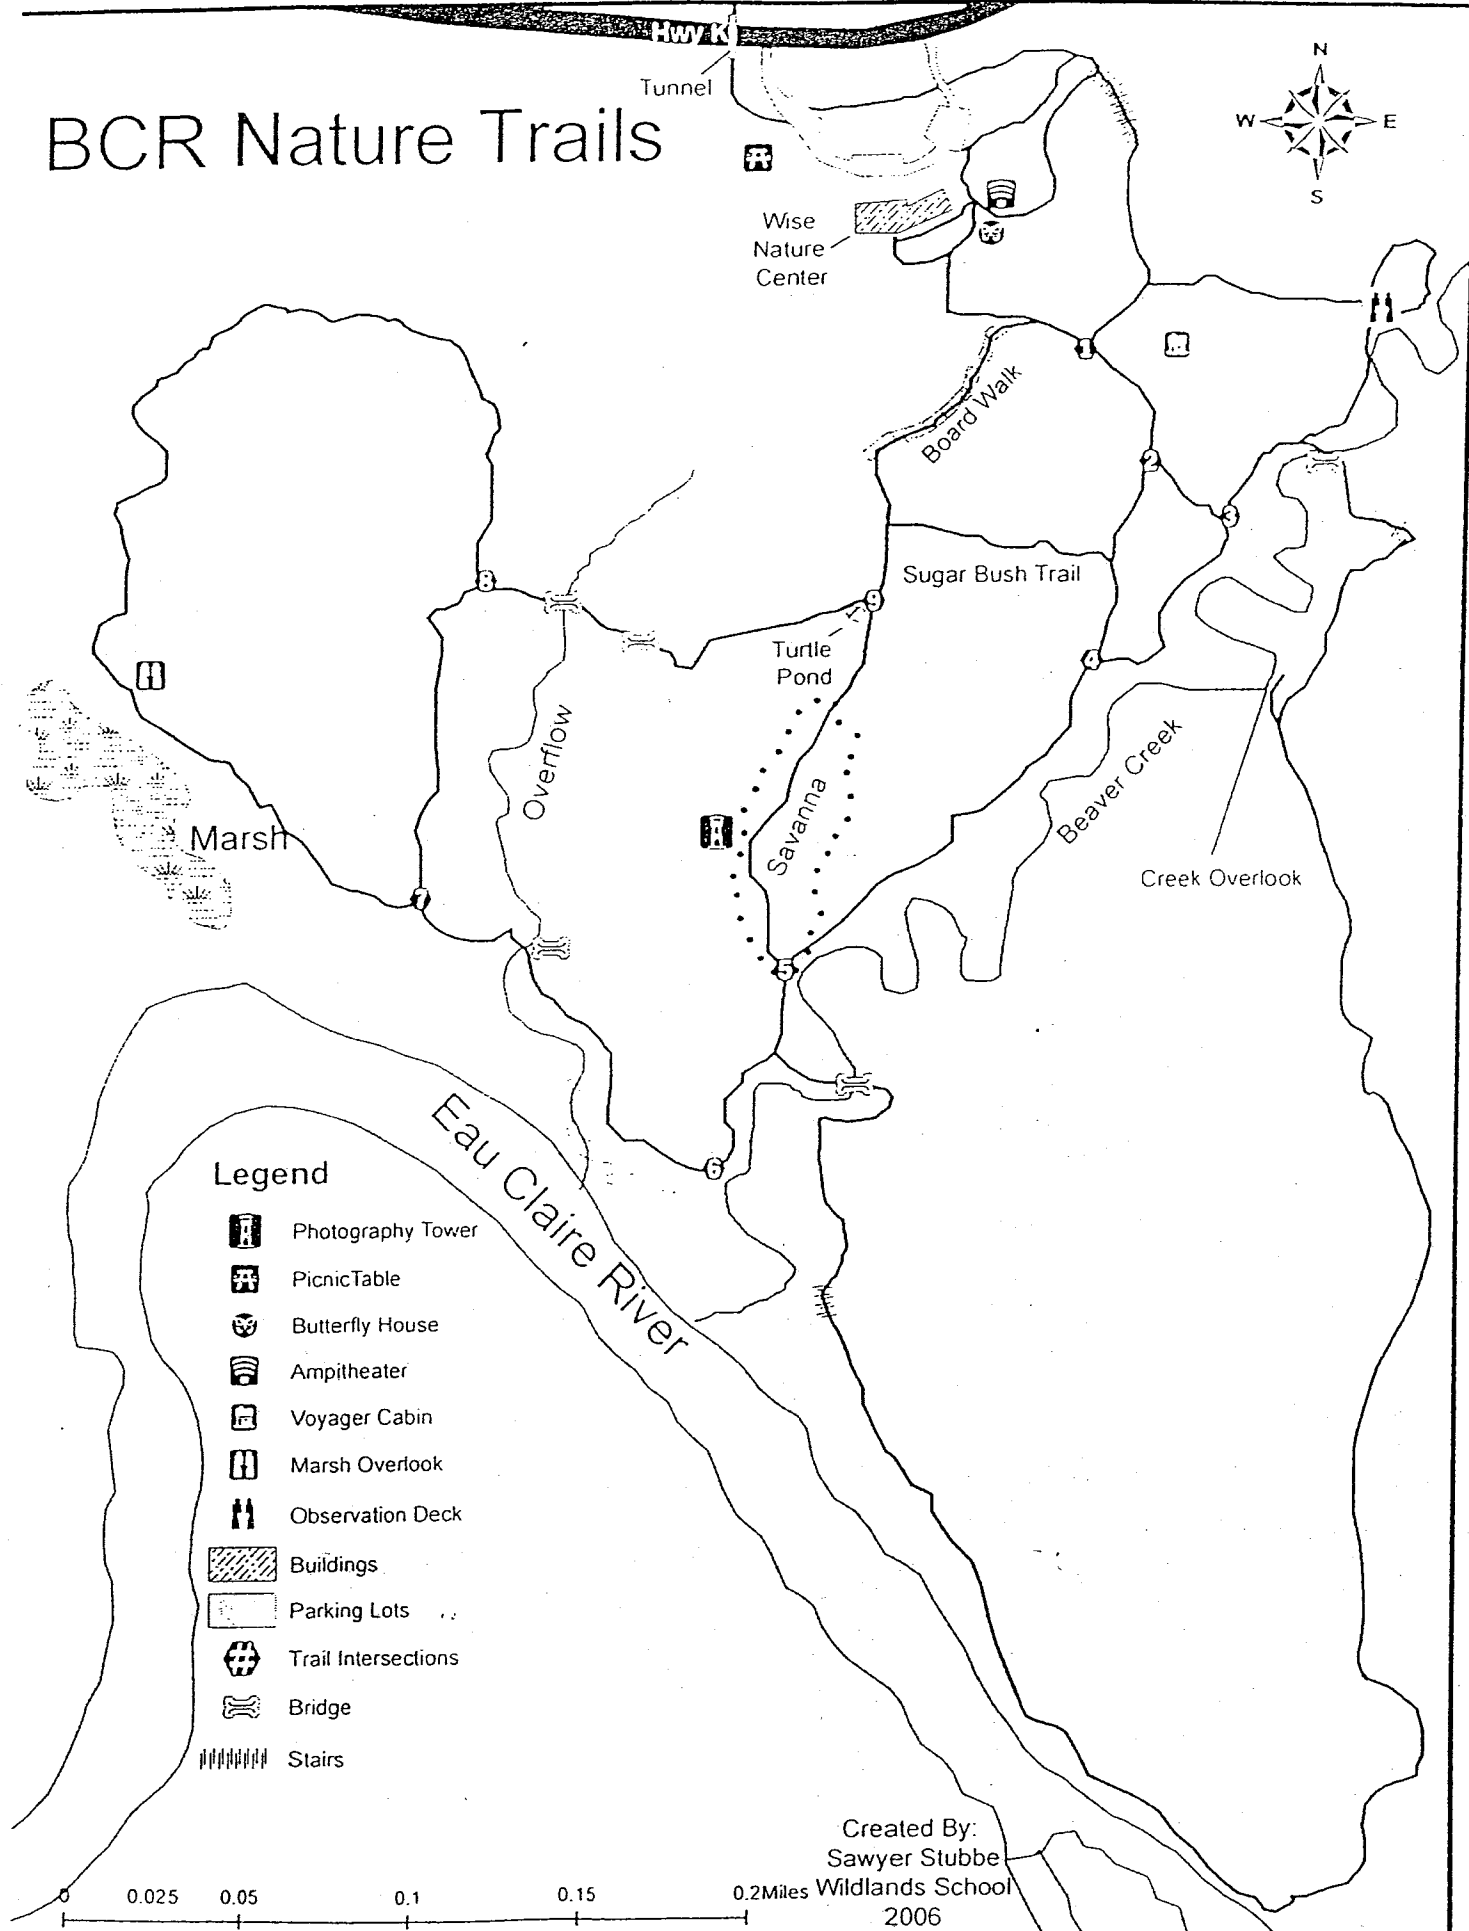 Hwy K
Tunnel
N
W E
S
BCR Nature Trails
Wise
Nature
Center
1
Board Walk
2
3
8
9
Sugar Bush Trail
Turtle
Pond
4
Overflow
Savanna
Beaver Creek
Marsh
Creek Overlook
7
5
6
Eau Claire River
Legend
Photography Tower
PicnicTable
Butterfly House
Ampitheater
Voyager Cabin
Marsh Overlook
Observation Deck
Buildings
Parking Lots
# Trail Intersections
Bridge
Stairs
Created By:
Sawyer Stubbe
Wildlands School
2006
0 0.025 0.05 0.1 0.15 0.2Miles